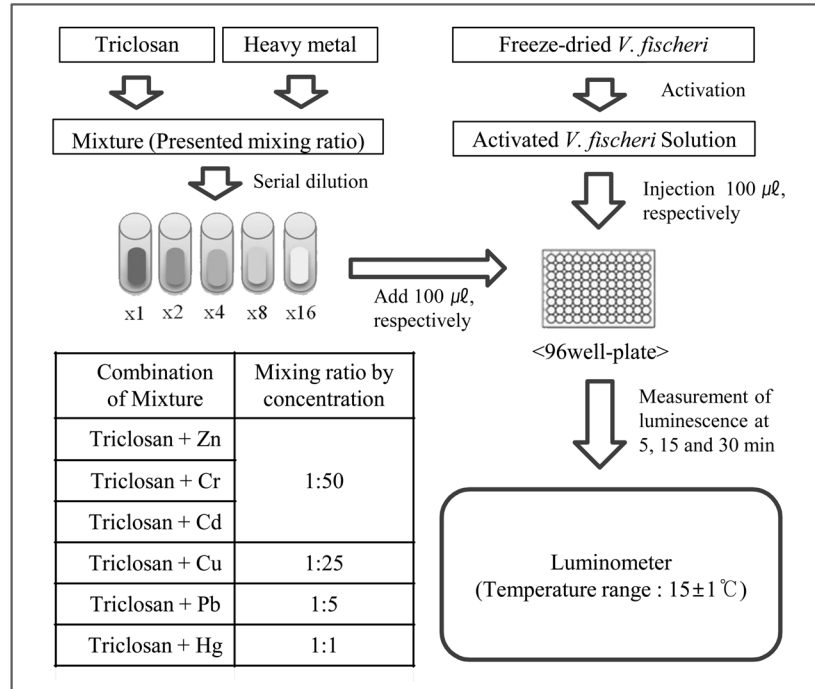 Triclosan
Heavy metal
Mixture (Presented mixing ratio)
Serial dilution
x1 x2 x4 x8 x16
Add 100 ㎕,
respectively
Freeze-dried V. fischeri
Activation
Activated V. fischeri Solution
Injection 100 ㎕,
respectively
<96well-plate>
Measurement of
luminescence at
5, 15 and 30 min
Luminometer
(Temperature range : 15±1℃)
Combination
of Mixture
Mixing ratio by
concentration
Triclosan + Zn
Triclosan + Cr
1:50
Triclosan + Cd
Triclosan + Cu
1:25
Triclosan + Pb
1:5
Triclosan + Hg
1:1